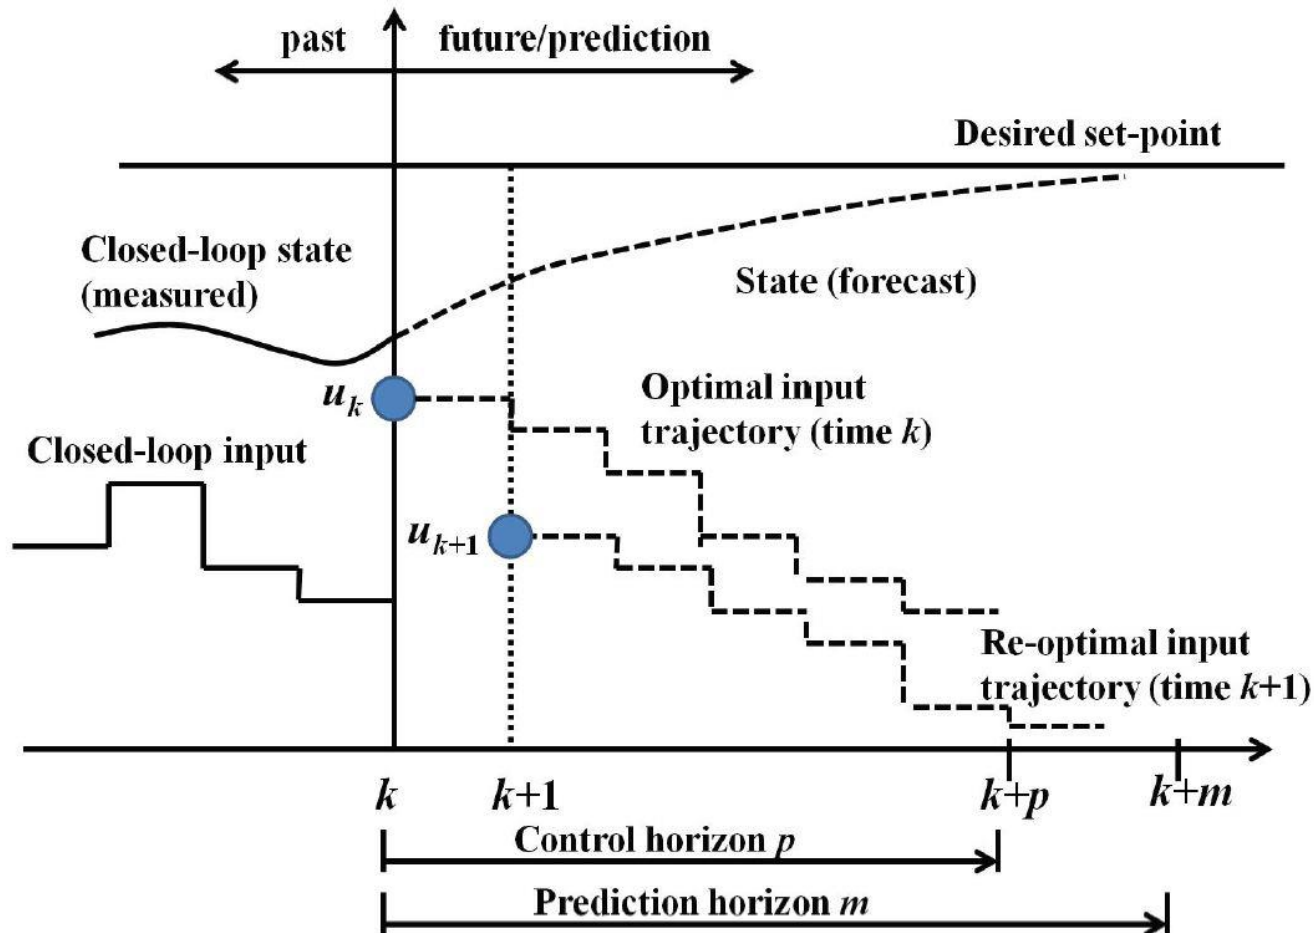 past
future/prediction
Desired set-point
Closed-loop state
(measured)
State (forecast)
u_k
Optimal input
trajectory (time k)
Closed-loop input
u_{k+1}
Re-optimal input
trajectory (time k+1)
k
k+1
k+p
k+m
Control horizon p
Prediction horizon m